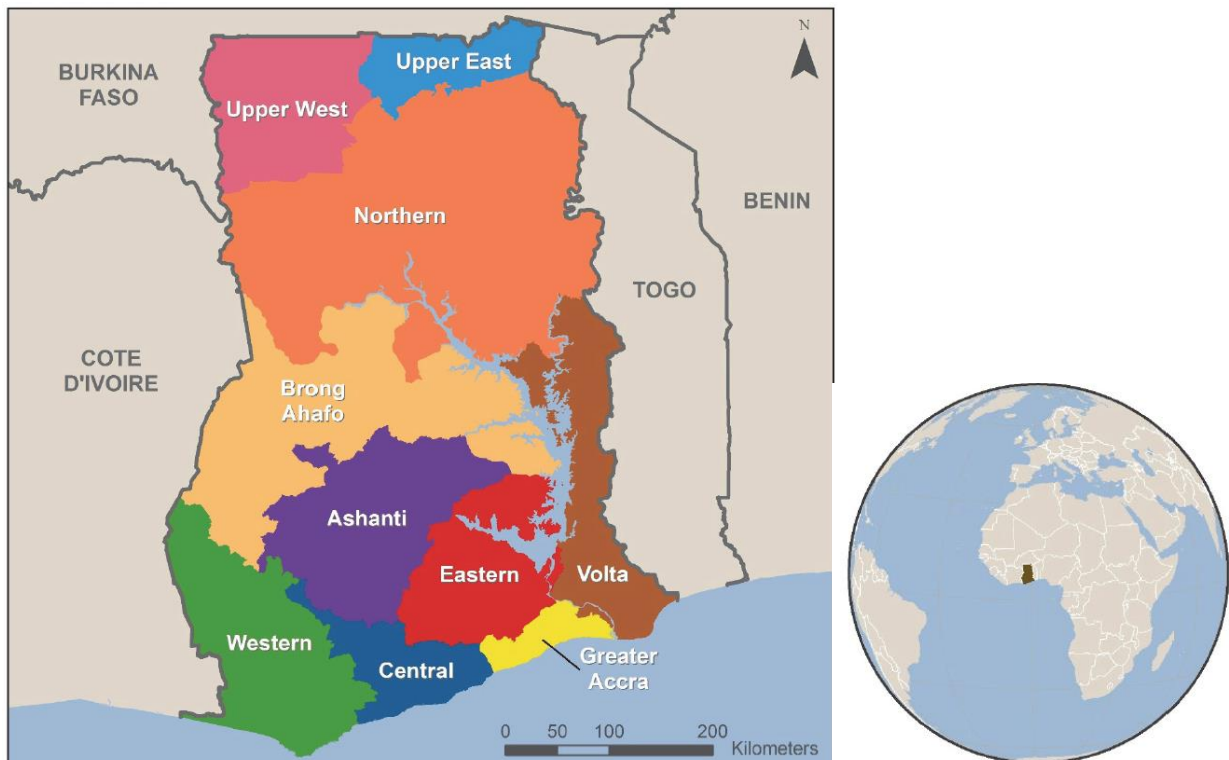 N
BURKINA
FASO
Upper East
Upper West
BENIN
Northern
TOGO
COTE
D'IVOIRE
Brong
Ahafo
Ashanti
Eastern
Volta
Western
Central
Greater
Accra
0 50 100 200
Kilometers